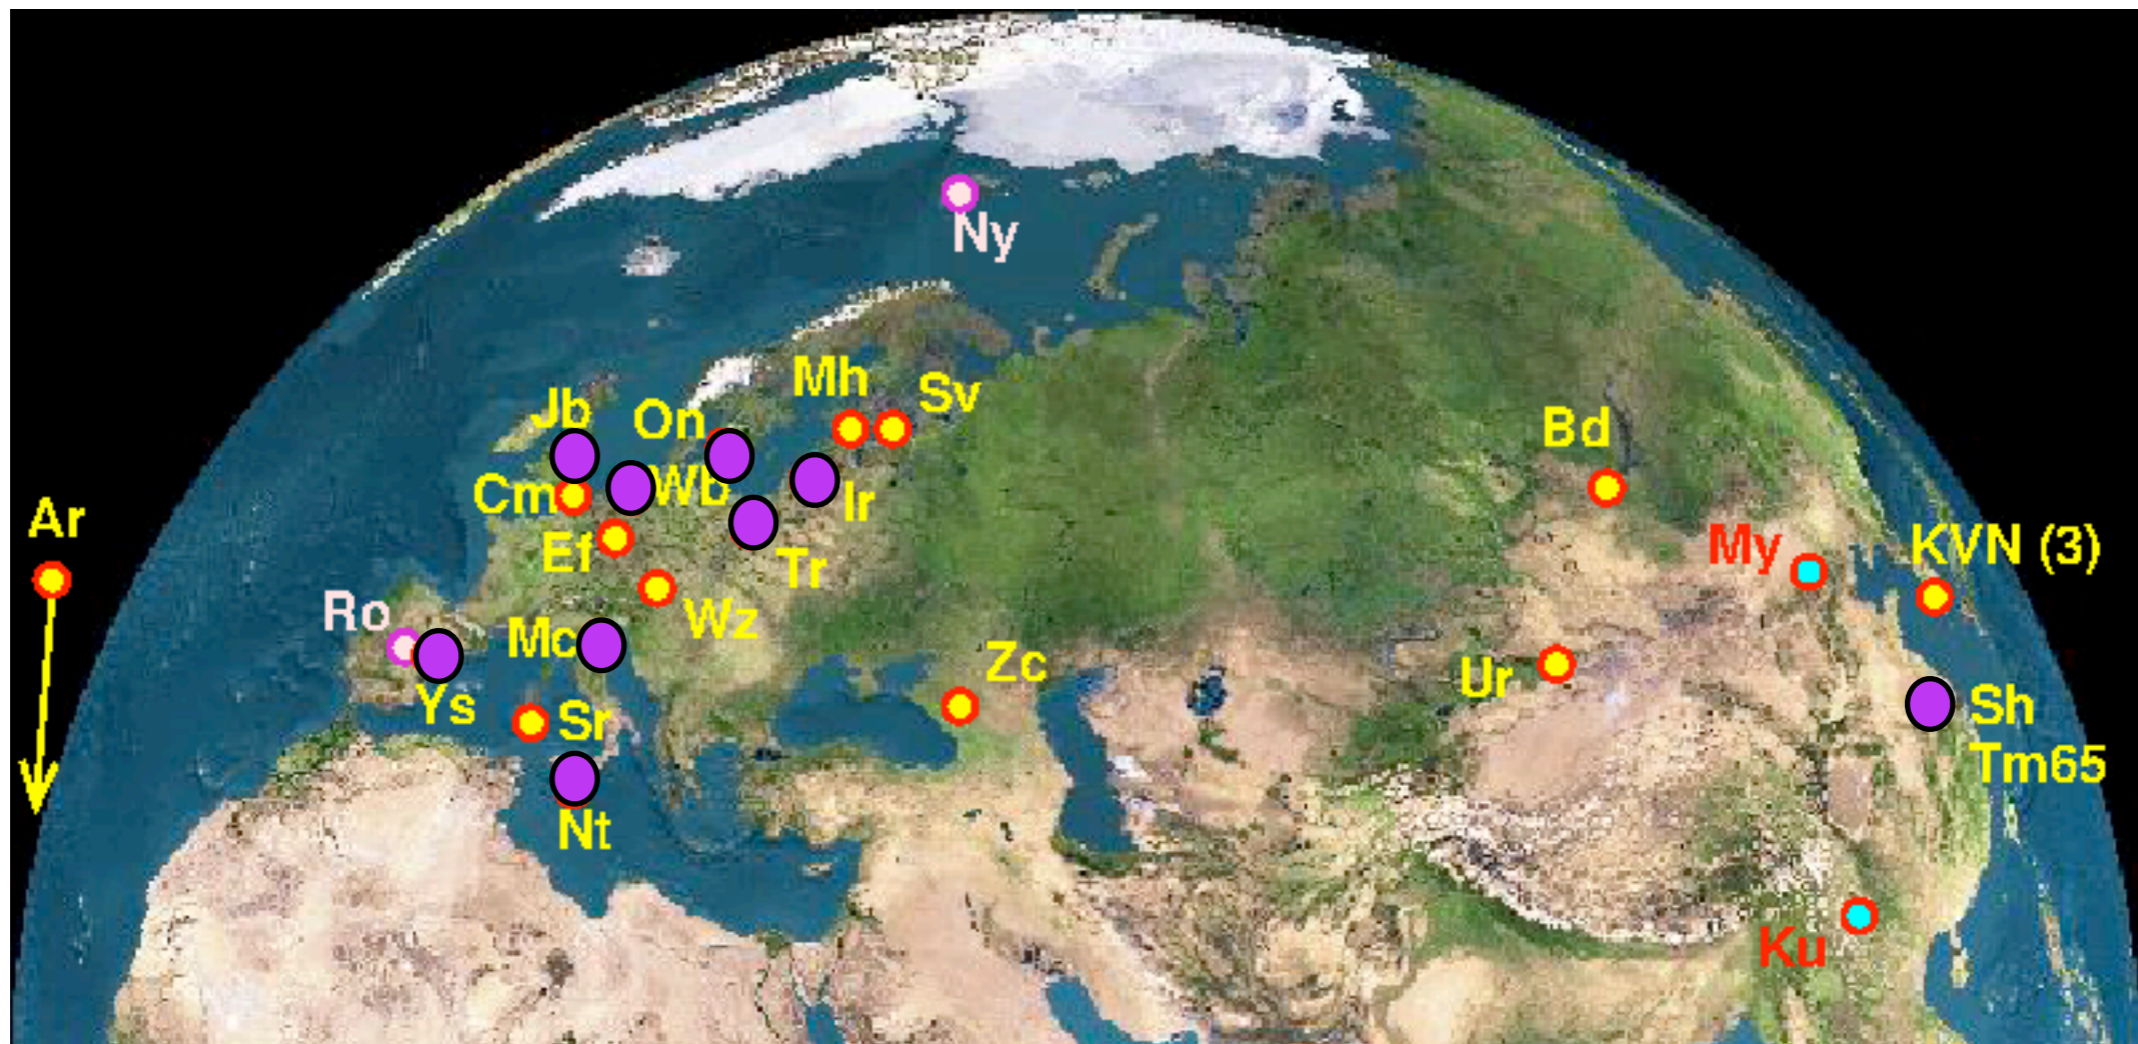 Ny
Mh
Sv
Jb
On
Bd
Cm
Wb
Ir
Ar
My
KVN (3)
Ef
Tr
Ro
Wz
Mc
Zc
Ur
Ys
Sr
Sh
Tm65
Nt
Ku